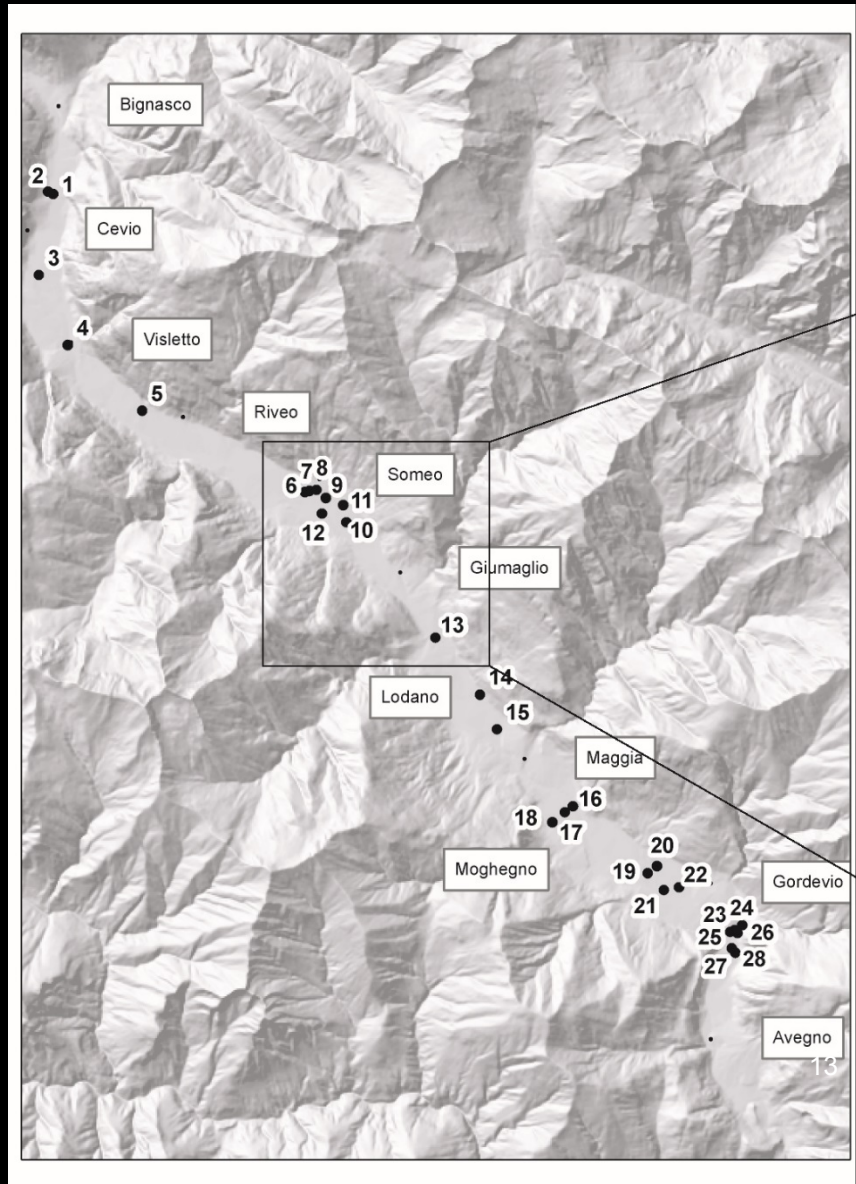 Bignasco
2 1
Cevio
3
4
Visletto
5
Riveo
7 8
Someo
6 9
11
12 10
Giumaglio
13
14
Lodano
15
Maggia
16
18 17
20
Moghegno
19 22
Gordevio
21
24
23
25 26
27 28
Avegno
13